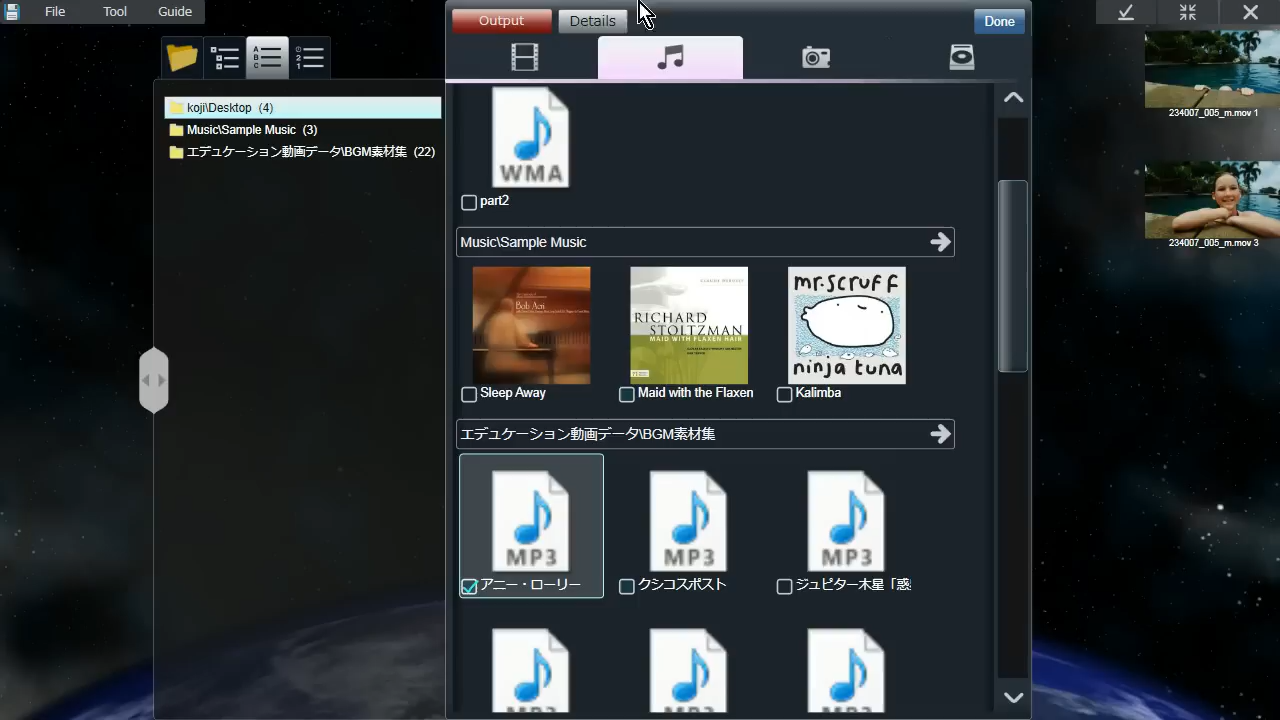 File Tool Guide
Output Details Done
koji\Desktop (4)
Music\Sample Music (3)
エデュケーション動画データ\BGM素材集 (22)
WMA
part2
Music\Sample Music
Bob Acri
RICHARD STOLTZMAN
MAID WITH FLAXEN HAIR
mr.scruff
ninja tuna
Sleep Away
Maid with the Flaxen
Kalimba
エデュケーション動画データ\BGM素材集
MP3
MP3
MP3
アニー・ローリー
クシコスポスト
ジュピター木星「惑
MP3
MP3
MP3
234007_005_m.mov 1
234007_005_m.mov 3